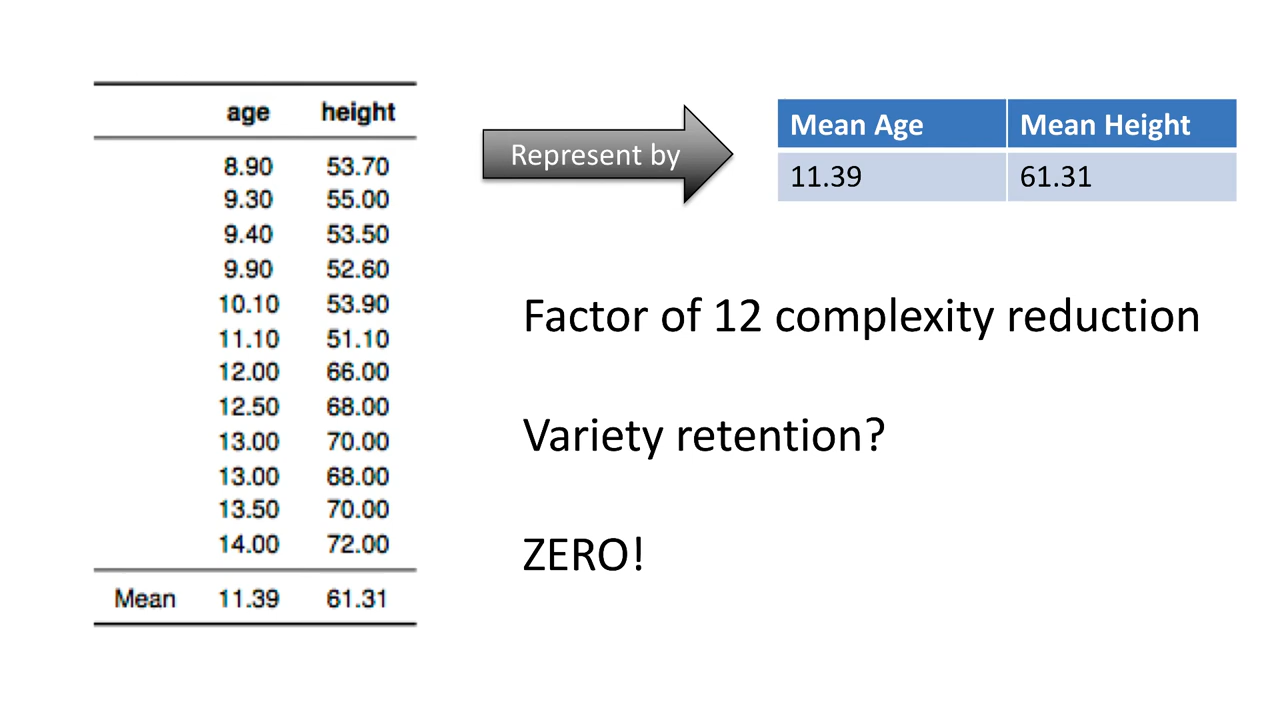 age height
8.90 53.70
9.30 55.00
9.40 53.50
9.90 52.60
10.10 53.90
11.10 51.10
12.00 66.00
12.50 68.00
13.00 70.00
13.00 68.00
13.50 70.00
14.00 72.00
Mean 11.39 61.31
Represent by
Mean Age Mean Height
11.39 61.31
Factor of 12 complexity reduction
Variety retention?
ZERO!